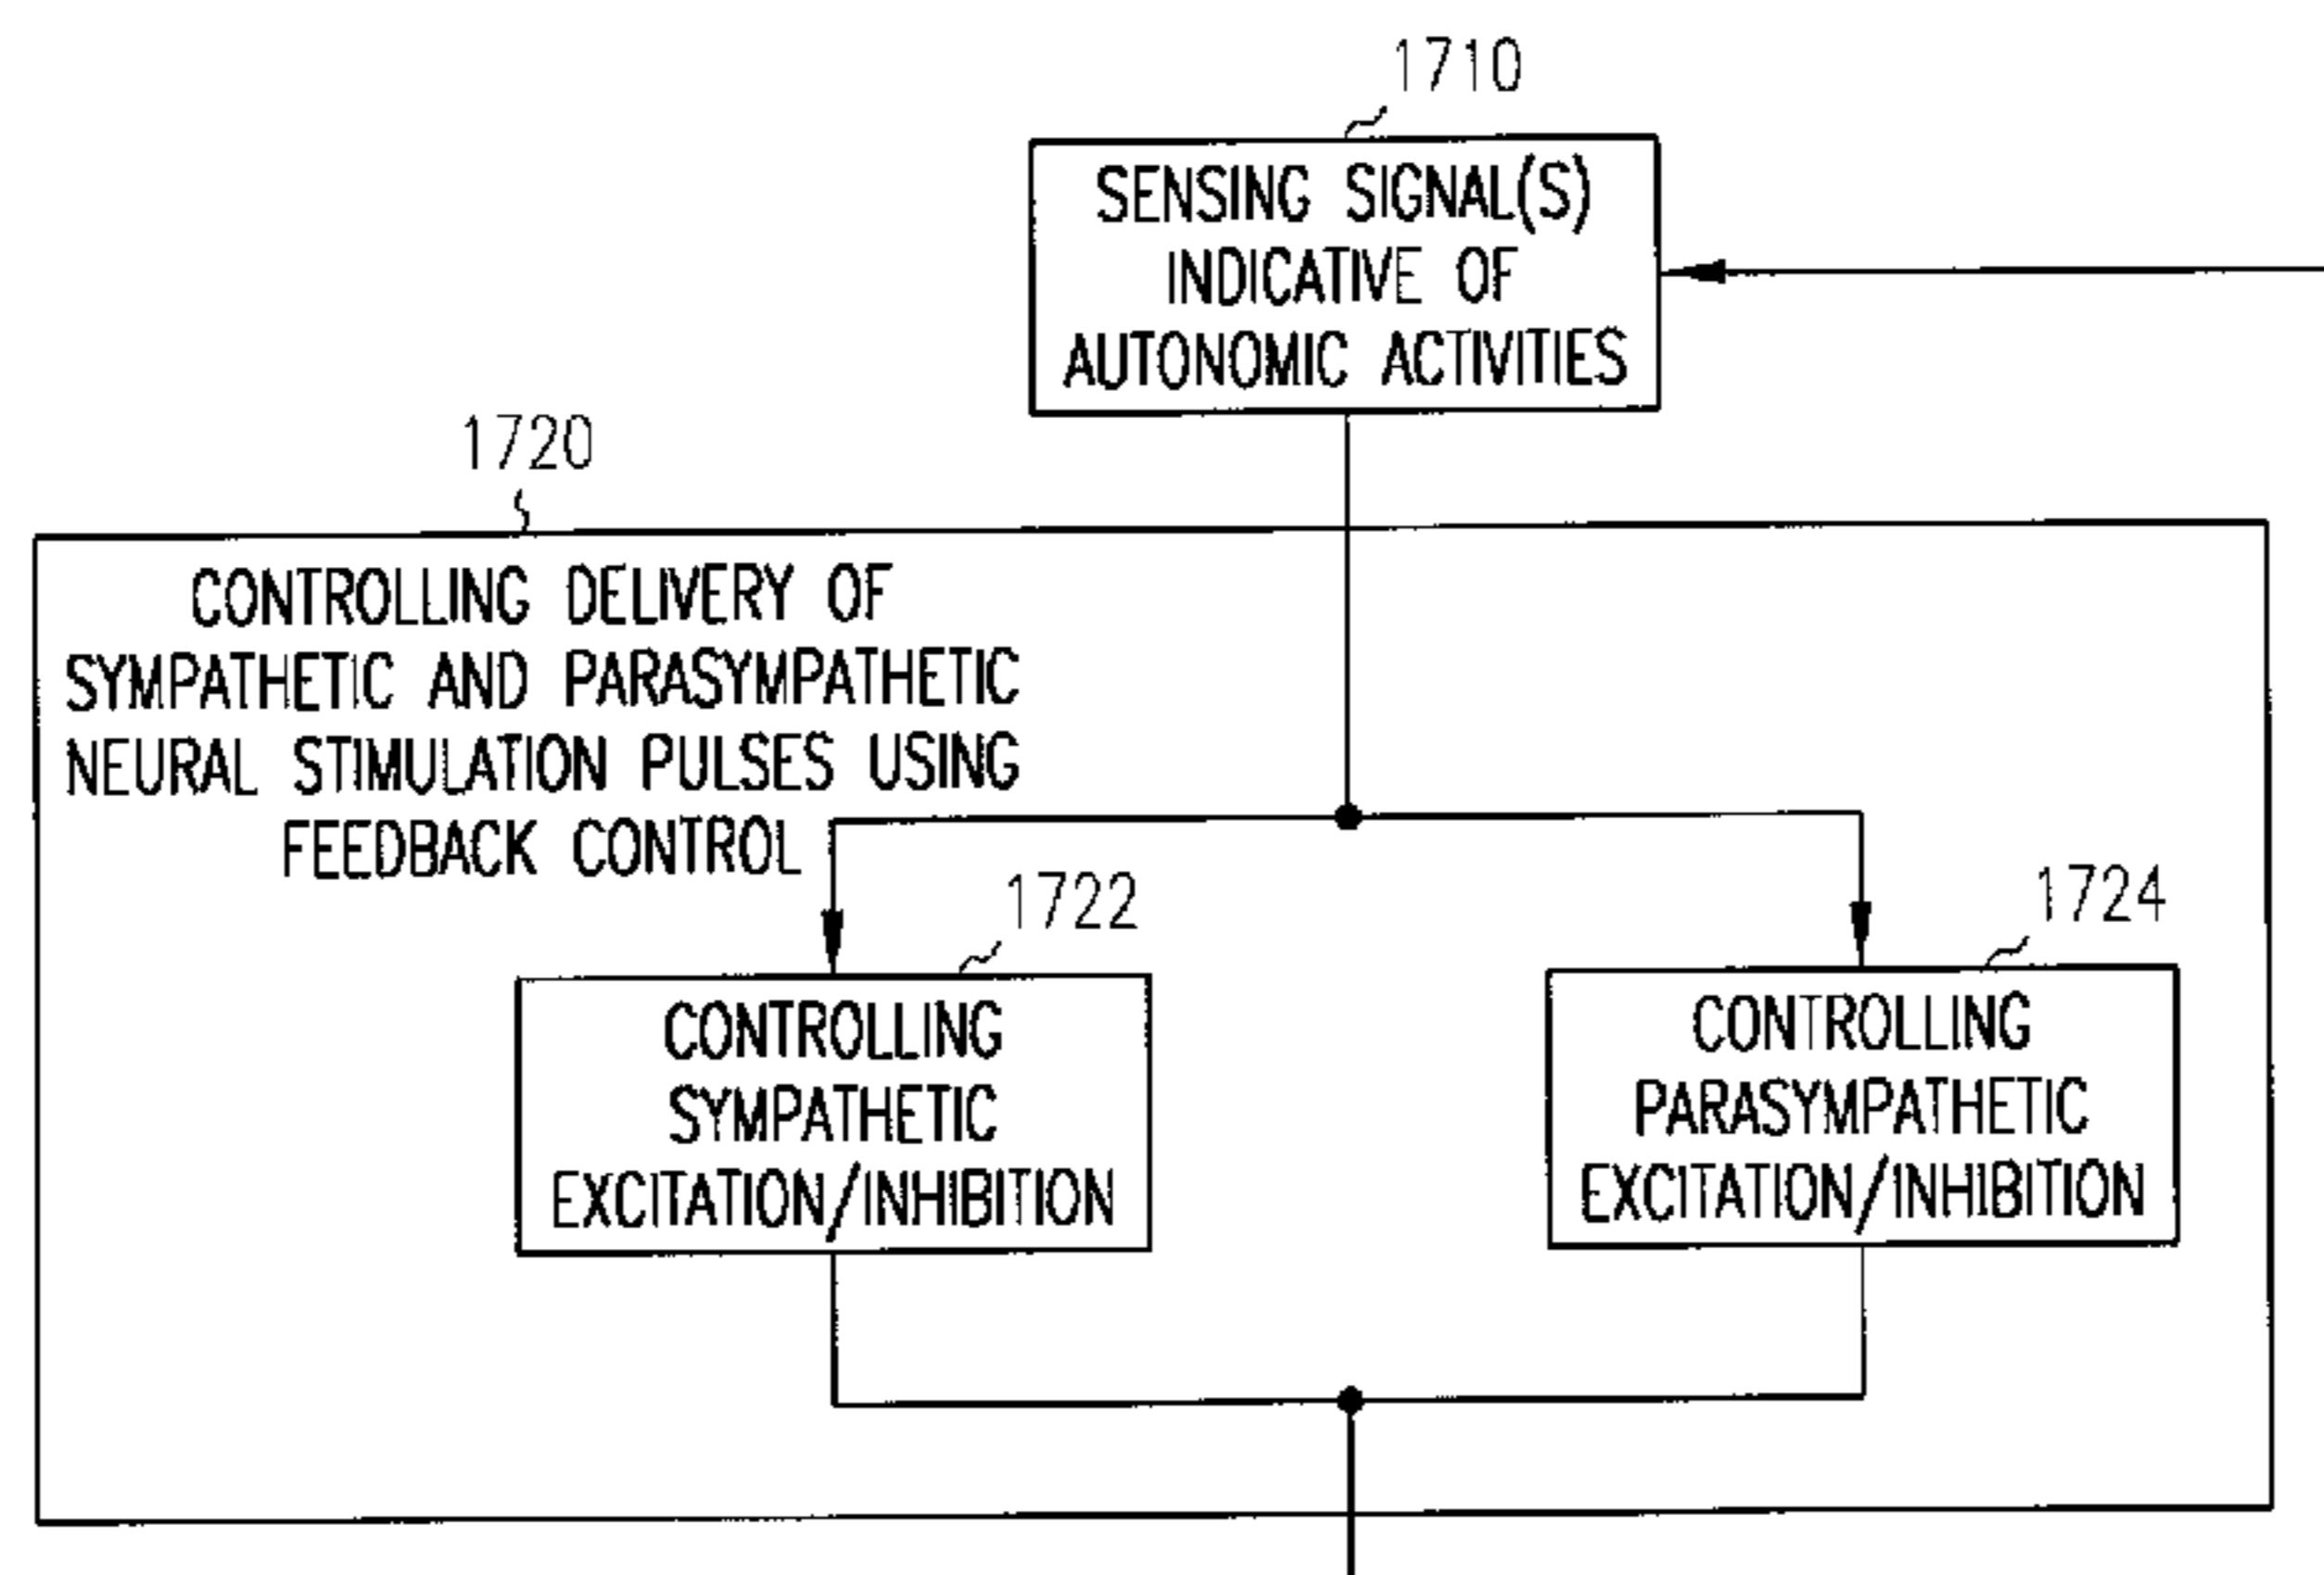 1710
SENSING SIGNAL(S)
INDICATIVE OF
AUTONOMIC ACTIVITIES
1720
CONTROLLING DELIVERY OF
SYMPATHETIC AND PARASYMPATHETIC
NEURAL STIMULATION PULSES USING
FEEDBACK CONTROL
1722
CONTROLLING
SYMPATHETIC
EXCITATION/INHIBITION
1724
CONTROLLING
PARASYMPATHETIC
EXCITATION/INHIBITION